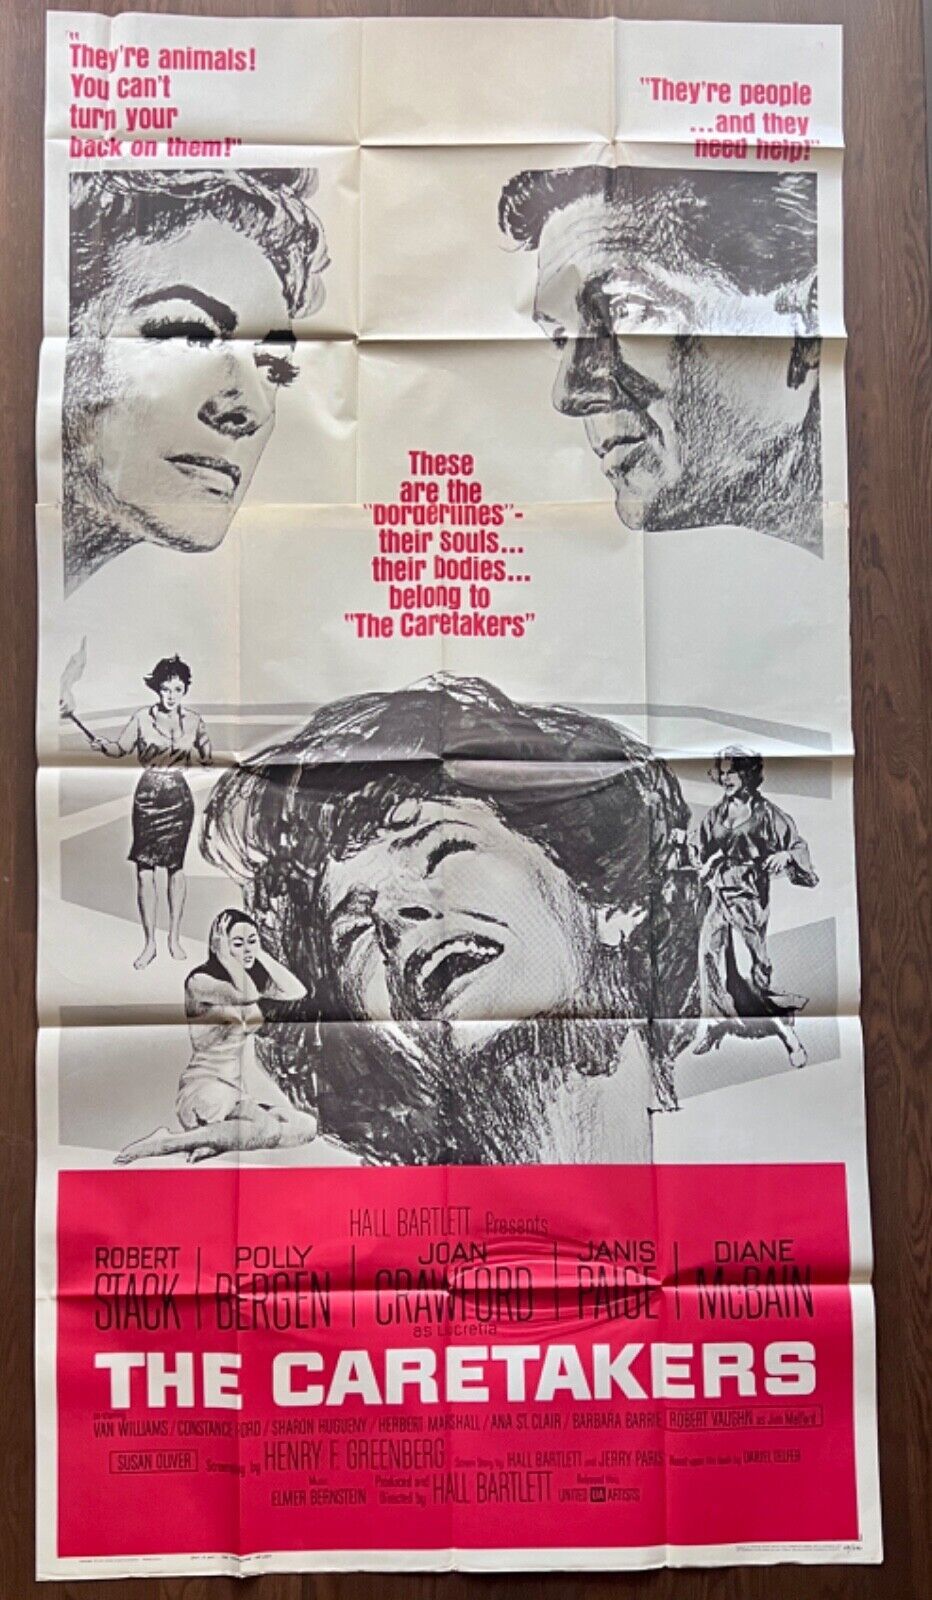 "They're animals!
You can't
turn your
back on them!"
"They're people
...and they
need help!"
These
are the
"borderlines"-
their souls...
their bodies...
belong to
"The Caretakers"
HALL BARTLETT Presents
ROBERT STACK | POLLY BERGEN | JOAN CRAWFORD | JANIS PAIGE | DIANE McBAIN
as Lucretia
THE CARETAKERS
VAN WILLIAMS / CONSTANCE FORD / SHARON HUGUENY / HERBERT MARSHALL / ANA ST. CLAIR / BARBARA BARRIE ROBERT VAUGHN as Jim Melford
SUSAN OLIVER Screenplay by HENRY F. GREENBERG Screen Story by HALL BARTLETT and JERRY PARIS Based upon the book by DANIEL TELFER
Music ELMER BERNSTEIN Produced and Directed by HALL BARTLETT Released thru UNITED UA ARTISTS